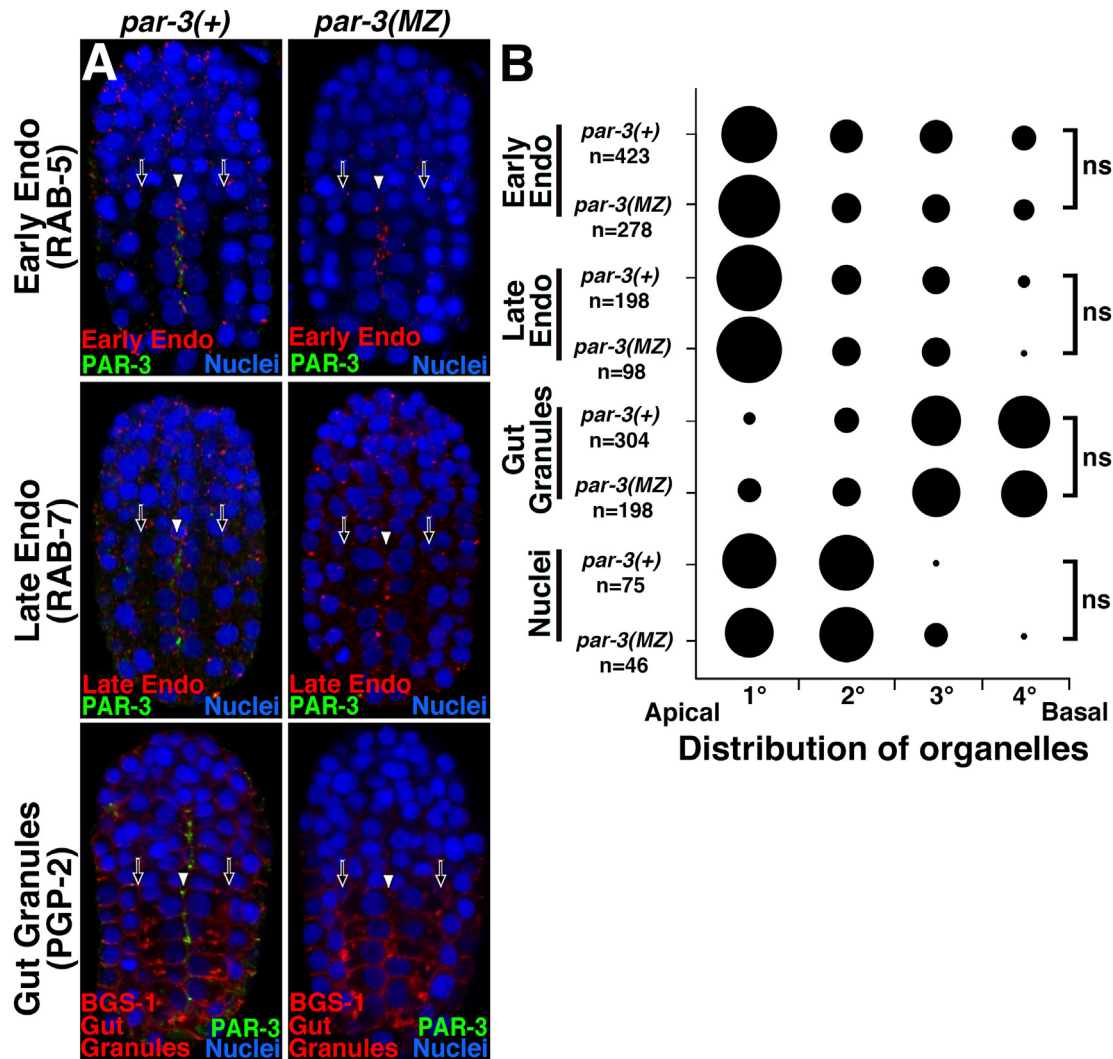 par-3(+)
par-3(MZ)
A
Early Endo
(RAB-5)
Early Endo
PAR-3
Nuclei
Early Endo
PAR-3
Nuclei
Late Endo
(RAB-7)
Late Endo
PAR-3
Nuclei
Late Endo
PAR-3
Nuclei
Gut Granules
(PGP-2)
BGS-1
Gut
Granules
PAR-3
Nuclei
BGS-1
Gut
Granules
PAR-3
Nuclei
B
Early
Endo
par-3(+)
n=423
par-3(MZ)
n=278
ns
Late
Endo
par-3(+)
n=198
par-3(MZ)
n=98
ns
Gut
Granules
par-3(+)
n=304
par-3(MZ)
n=198
ns
Nuclei
par-3(+)
n=75
par-3(MZ)
n=46
ns
1° 2° 3° 4°
Apical Basal
Distribution of organelles